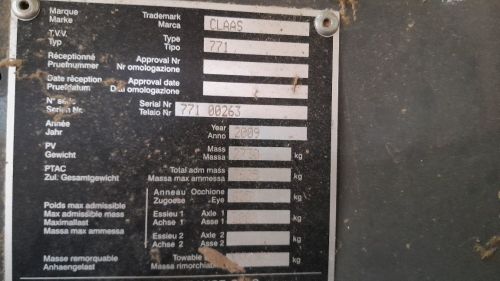 Marque Trademark CLAAS
Marke Marca
T.V.V. Type 771
Typ Tipo
Réceptionné Approval Nr
Pruefnummer Nr omologazione
Date réception Approval date
Pruefdatum omologazione
N° série Serial Nr 771 00263
Serien Nr. Telaio Nr
Année Year 2009
Jahr Anno
PV Mass kg
Gewicht Massa
PTAC Total adm mass kg
Zul. Gesamtgewicht Massa max ammessa
Anneau Occhione kg
Zugoese Eye
Poids max admissible
Max admissible mass Essieu 1 Axle 1 kg
Maximallast Achse 1 Asse 1
Massa max ammessa
Essieu 2 Axle 2 kg
Achse 2 Asse 2
Masse remorquable Towable kg
Anhaengelast Massa rimorchiabile